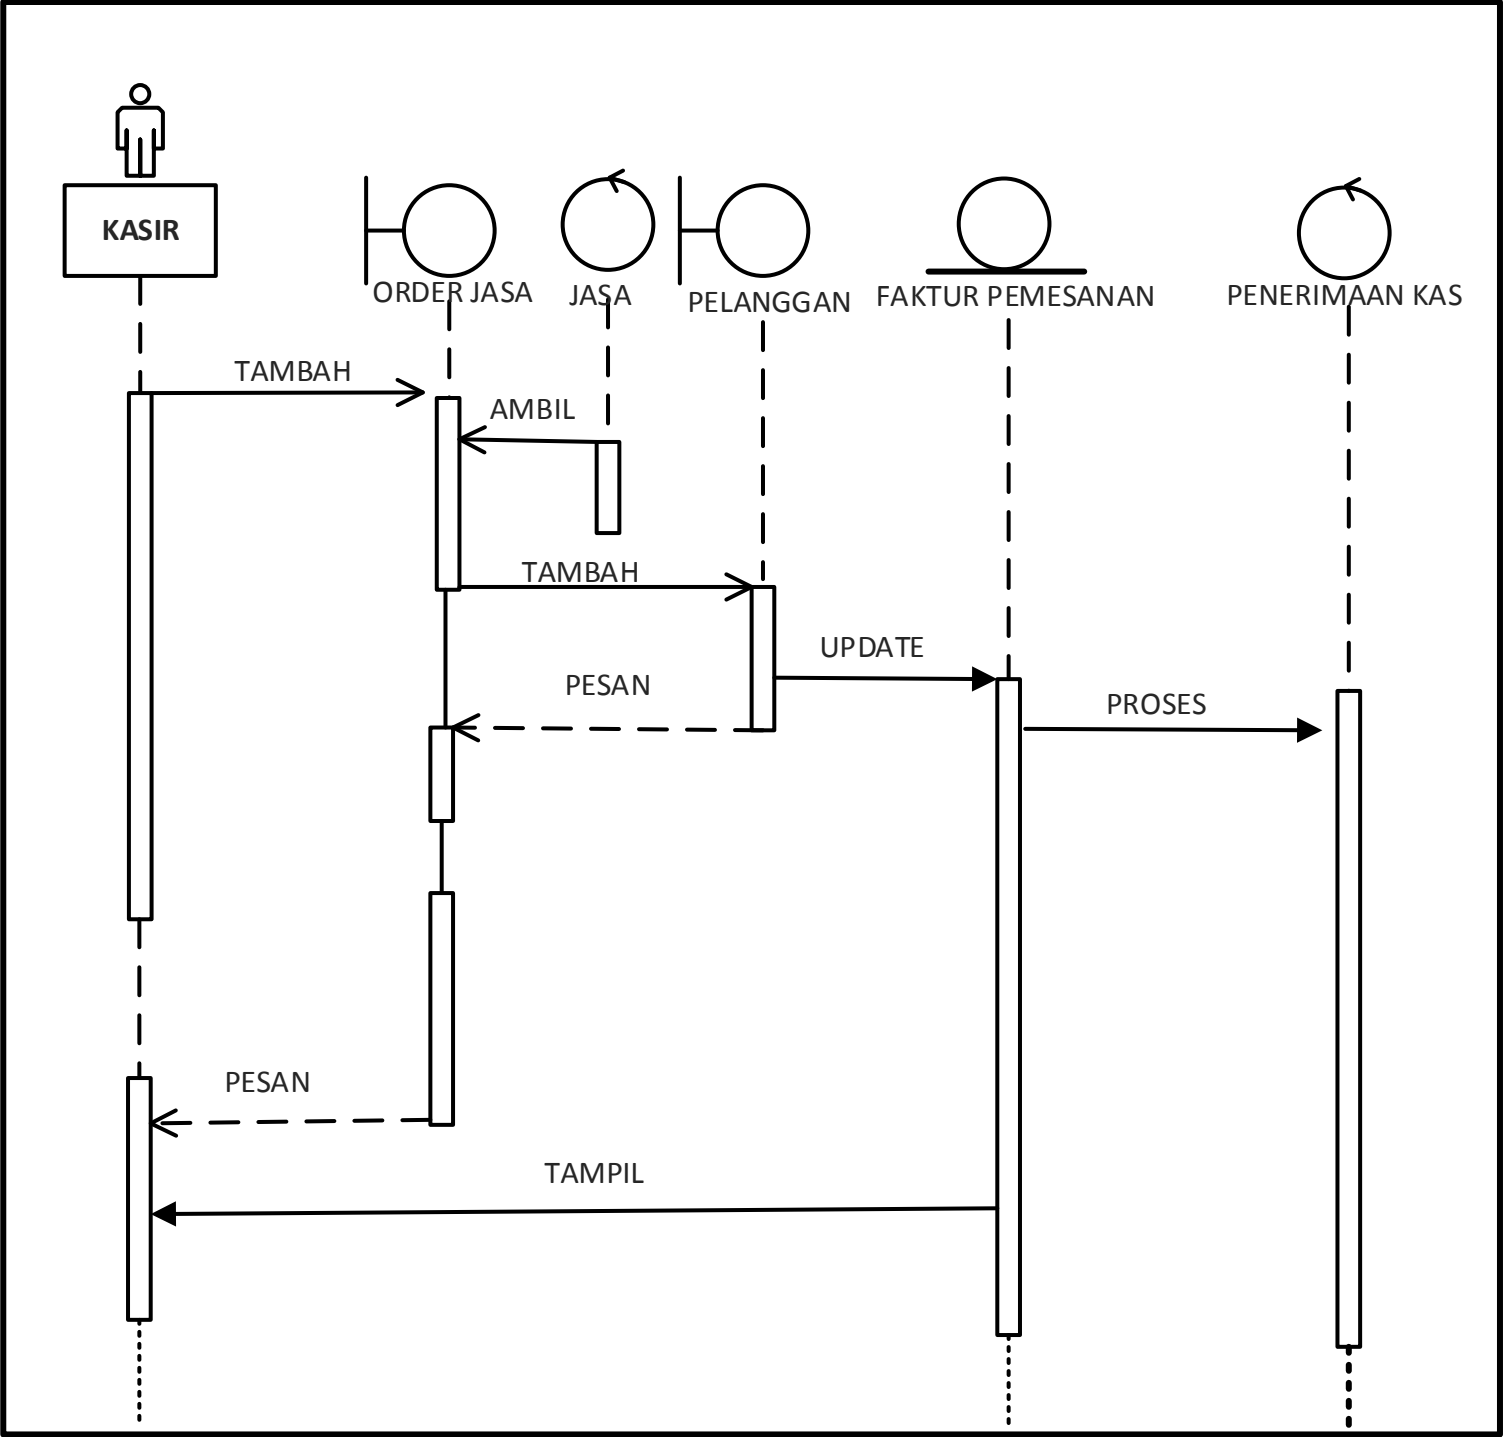 KASIR
ORDER JASA
JASA
PELANGGAN
FAKTUR PEMESANAN
PENERIMAAN KAS
TAMBAH
AMBIL
TAMBAH
UPDATE
PESAN
PROSES
PESAN
TAMPIL